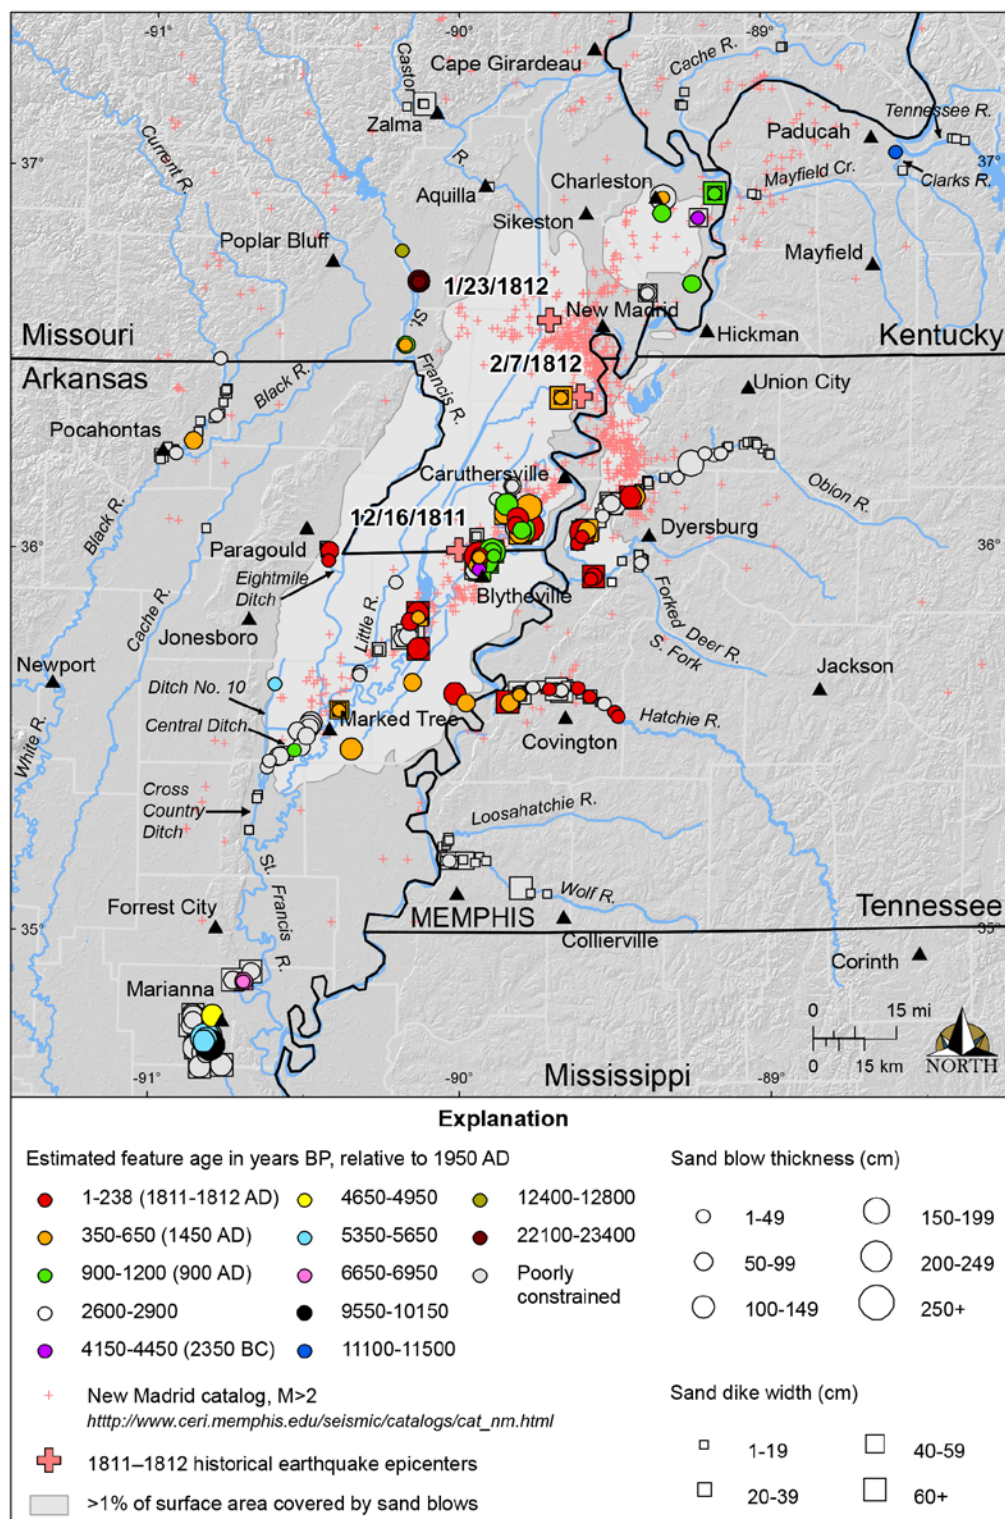 -91°
-90°
-89°
Cape Girardeau
Cache R.
Castor
Zalma
Tennessee R.
Paducah
37°
37°
Current R.
R.
Aquilla
Charleston
Mayfield Cr.
Clarks R.
Sikeston
Poplar Bluff
Mayfield
1/23/1812
St.
New Madrid
Missouri
Hickman
Kentucky
2/7/1812
Arkansas
Francis R.
Black R.
Union City
Pocahontas
Caruthersville
Obion R.
12/16/1811
Black R.
Dyersburg
36°
36°
Paragould
Eightmile
Ditch
Blytheville
Cache R.
Little R.
Forked
Deer R.
Jonesboro
S. Fork
Newport
Jackson
Ditch No. 10
Marked Tree
Hatchie R.
Central Ditch
White R.
Covington
Cross
Country
Ditch
Loosahatchie R.
St.
Francis
R.
Wolf R.
Forrest City
MEMPHIS
Tennessee
35°
35°
Collierville
Corinth
Marianna
0 15 mi
0 15 km
NORTH
-91°
-90°
-89°
Mississippi
Explanation
Estimated feature age in years BP, relative to 1950 AD
1-238 (1811-1812 AD)
350-650 (1450 AD)
900-1200 (900 AD)
2600-2900
4150-4450 (2350 BC)
4650-4950
5350-5650
6650-6950
9550-10150
11100-11500
12400-12800
22100-23400
Poorly
constrained
New Madrid catalog, M>2
htttp://www.ceri.memphis.edu/seismic/catalogs/cat_nm.html
1811–1812 historical earthquake epicenters
>1% of surface area covered by sand blows
Sand blow thickness (cm)
1-49
50-99
100-149
150-199
200-249
250+
Sand dike width (cm)
1-19
20-39
40-59
60+